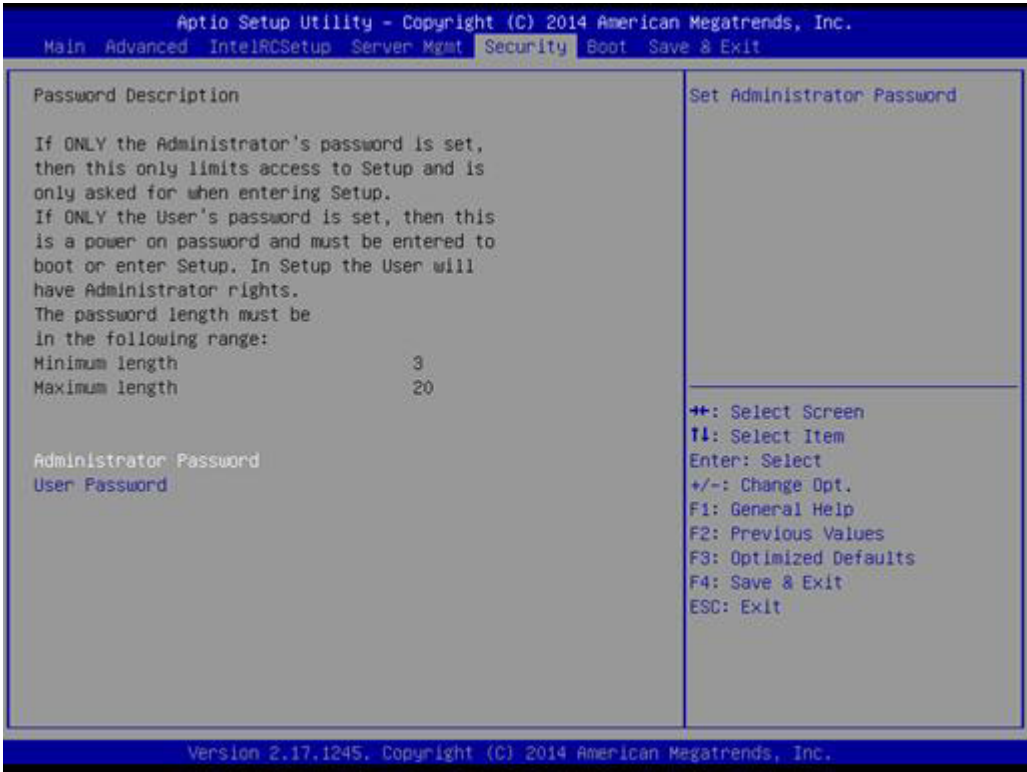 Aptio Setup Utility – Copyright (C) 2014 American Megatrends, Inc.
Main Advanced IntelRCSetup Server Mgmt Security Boot Save & Exit
Password Description
If ONLY the Administrator's password is set,
then this only limits access to Setup and is
only asked for when entering Setup.
If ONLY the User's password is set, then this
is a power on password and must be entered to
boot or enter Setup. In Setup the User will
have Administrator rights.
The password length must be
in the following range:
Minimum length 3
Maximum length 20
Administrator Password
User Password
Set Administrator Password
→←: Select Screen
↑↓: Select Item
Enter: Select
+/-: Change Opt.
F1: General Help
F2: Previous Values
F3: Optimized Defaults
F4: Save & Exit
ESC: Exit
Version 2.17.1245. Copyright (C) 2014 American Megatrends, Inc.